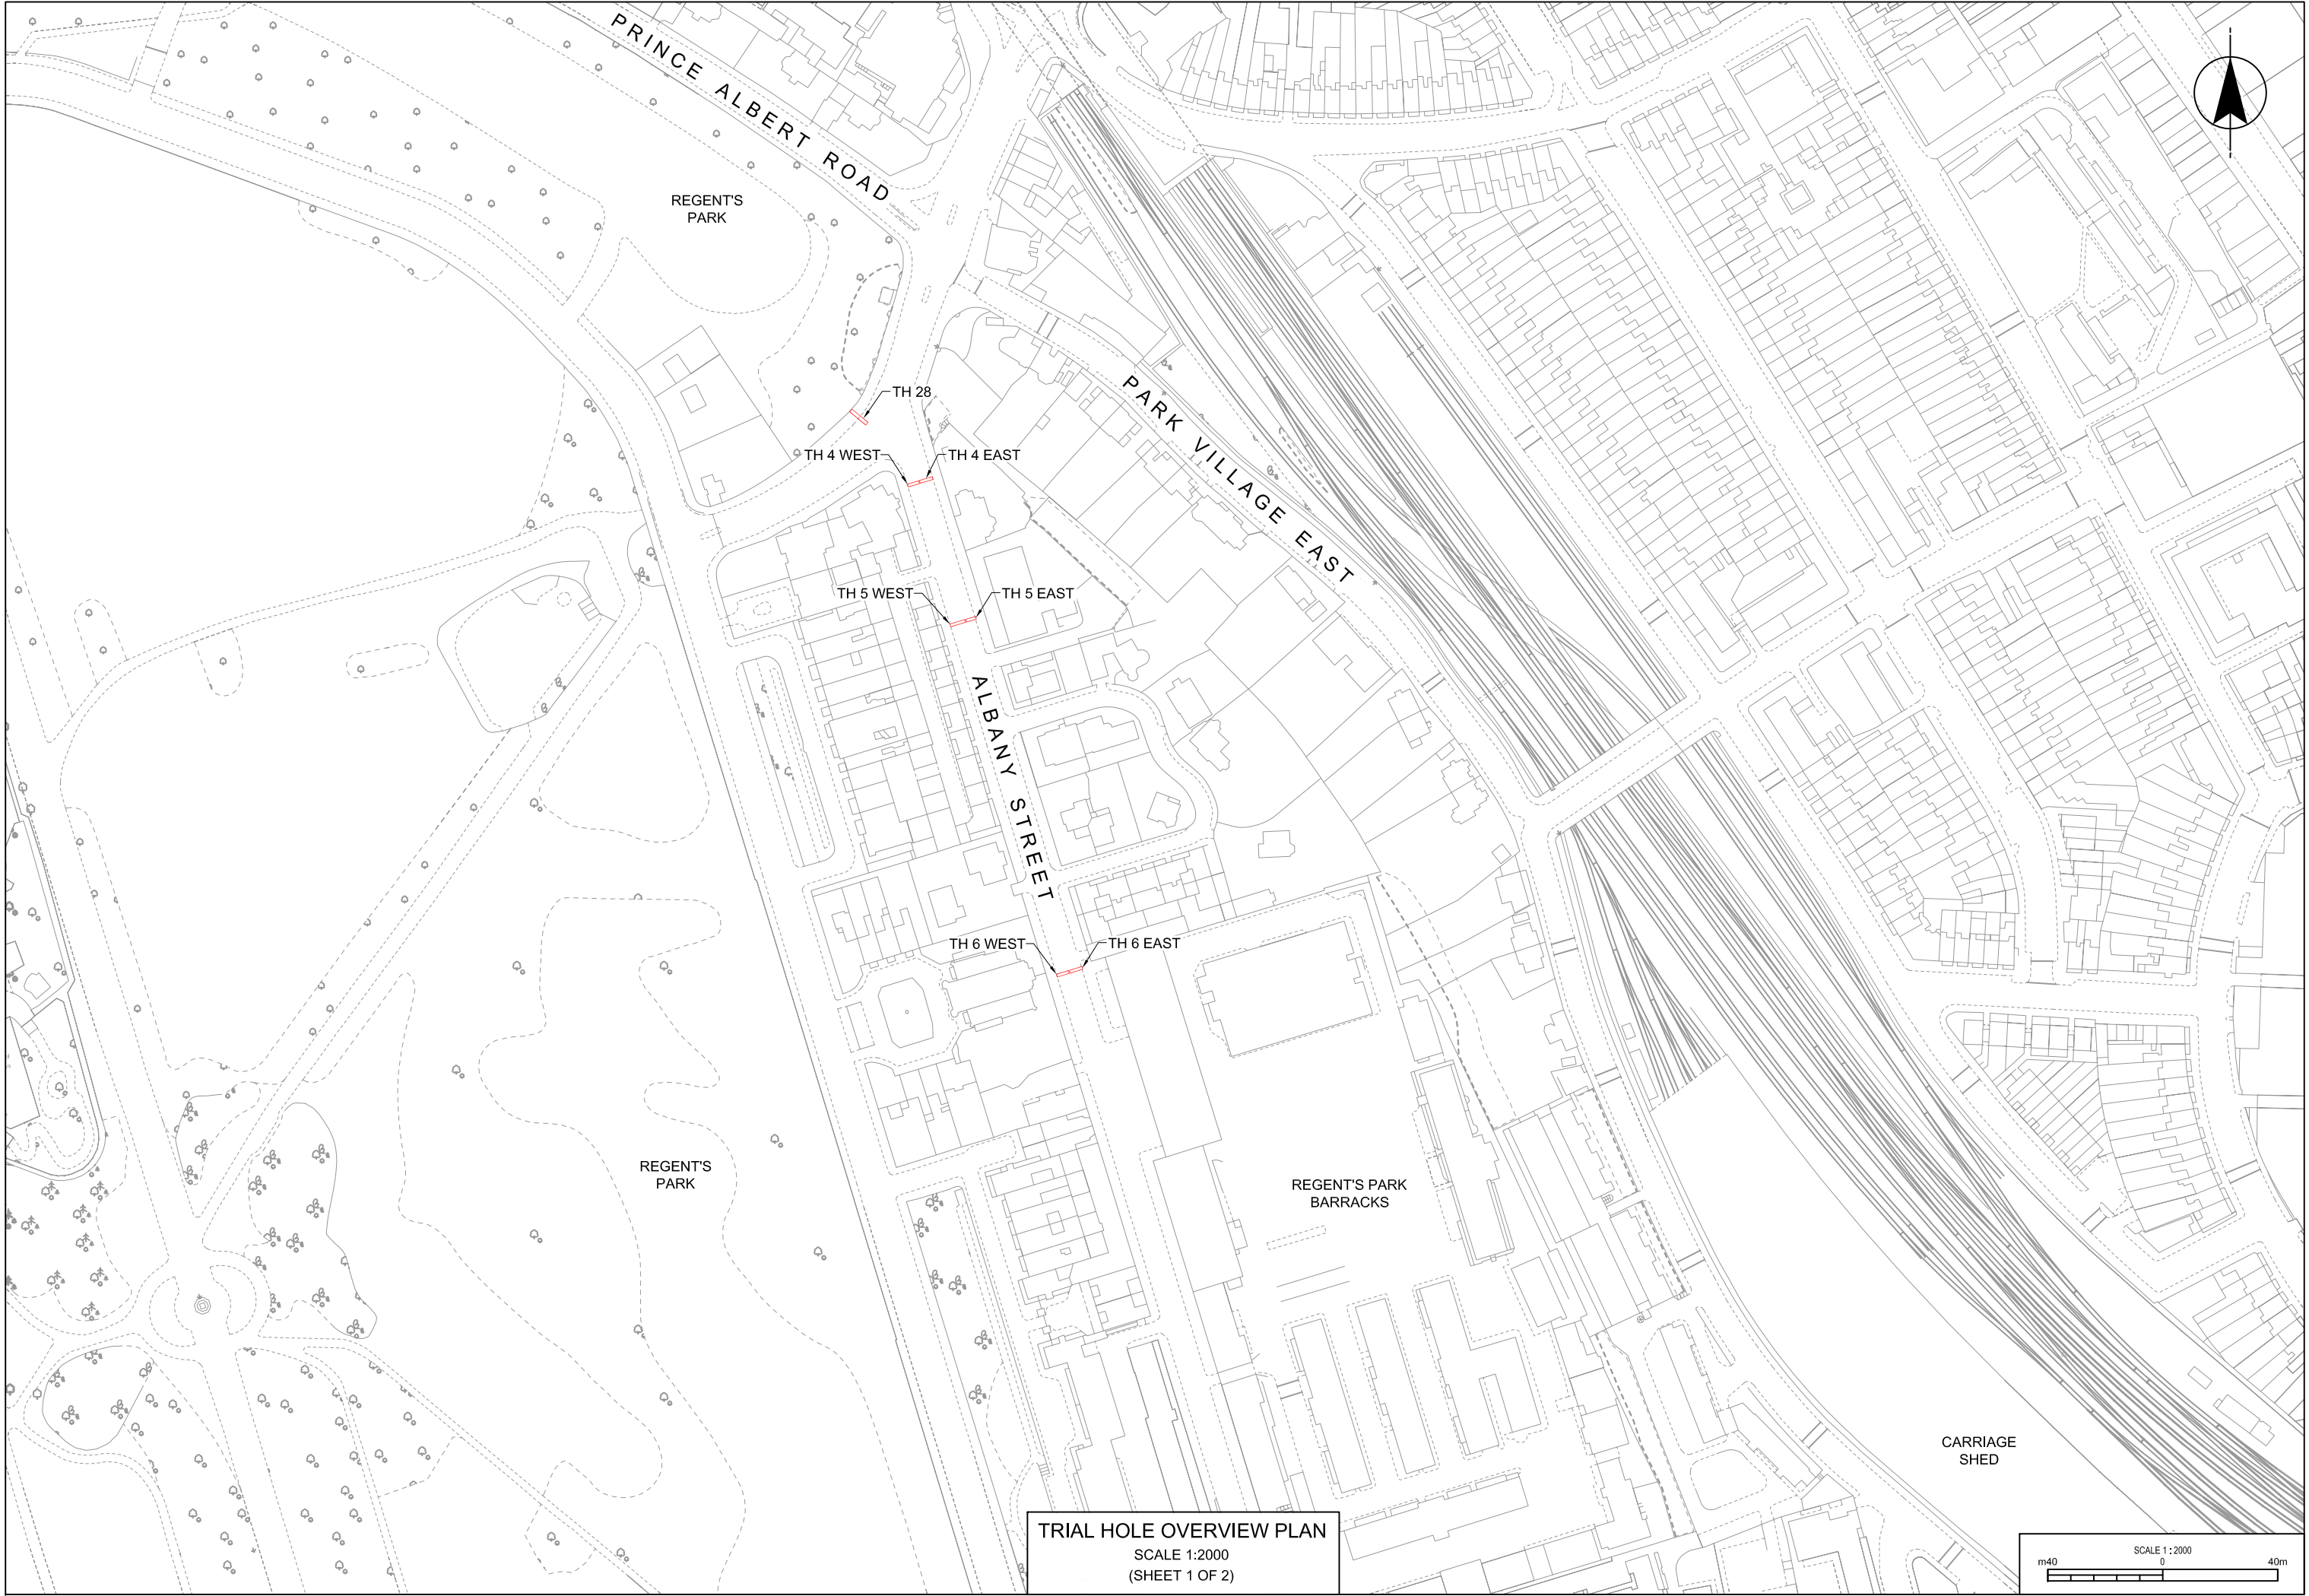 PRINCE ALBERT ROAD
REGENT'S
PARK
TH 28
PARK VILLAGE EAST
TH 4 WEST
TH 4 EAST
TH 5 WEST
TH 5 EAST
ALBANY STREET
TH 6 WEST
TH 6 EAST
REGENT'S
PARK
REGENT'S PARK
BARRACKS
CARRIAGE
SHED
TRIAL HOLE OVERVIEW PLAN
SCALE 1:2000
(SHEET 1 OF 2)
SCALE 1 : 2000
m40 0 40m